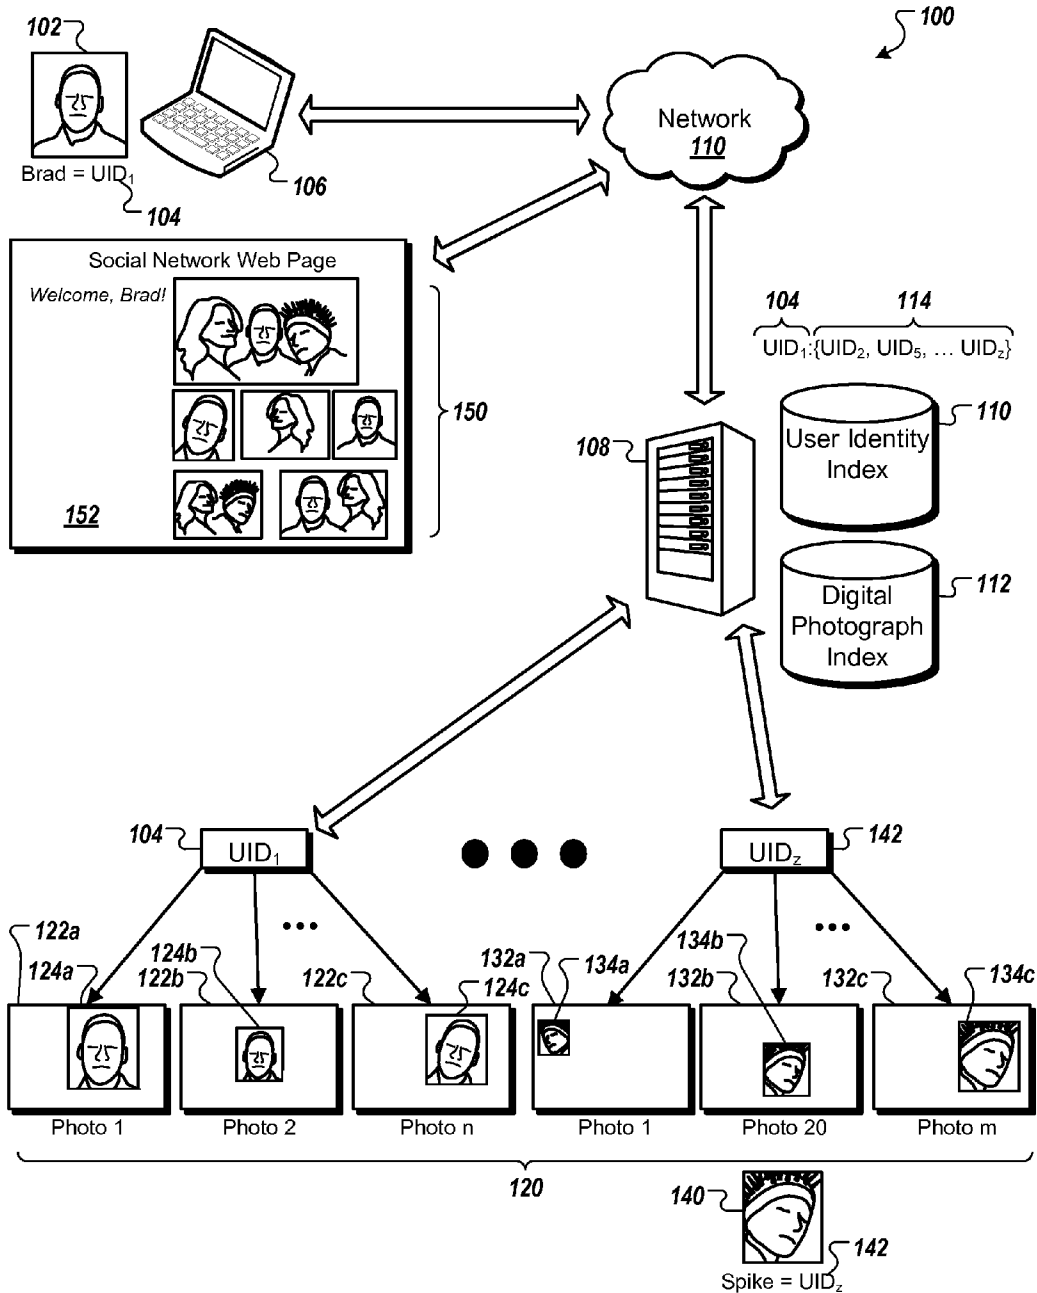 102
100
Network
110
Brad = UID1
106
104
Social Network Web Page
Welcome, Brad!
150
152
104
114
UID1:{UID2, UID5, … UIDz}
108
User Identity
Index
110
Digital
Photograph
Index
112
104
UID1
UIDz
142
122a
124a
124b
122b
122c
124c
132a
134a
134b
132b
132c
134c
Photo 1
Photo 2
Photo n
Photo 1
Photo 20
Photo m
120
140
142
Spike = UIDz